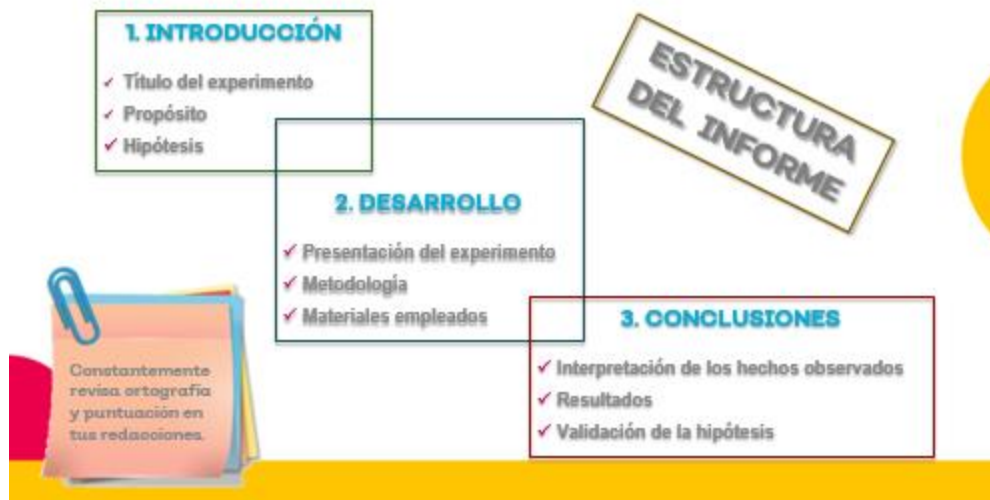 1. INTRODUCCIÓN
✓ Título del experimento
✓ Propósito
✓ Hipótesis
ESTRUCTURA
DEL INFORME
2. DESARROLLO
✓ Presentación del experimento
✓ Metodología
✓ Materiales empleados
3. CONCLUSIONES
✓ Interpretación de los hechos observados
✓ Resultados
✓ Validación de la hipótesis
Constantemente
revisa ortografía
y puntuación en
tus redacciones.